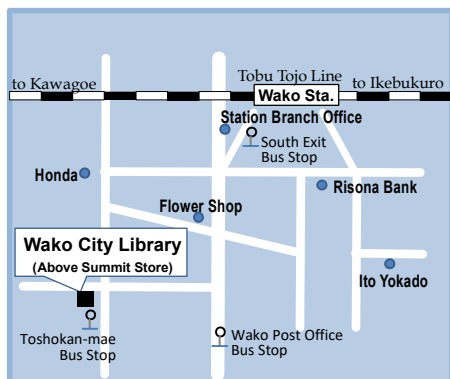 Tobu Tojo Line
to Kawagoe
to Ikebukuro
Wako Sta.
Station Branch Office
South Exit
Bus Stop
Honda
Risona Bank
Flower Shop
Wako City Library
(Above Summit Store)
Ito Yokado
Toshokan-mae
Bus Stop
Wako Post Office
Bus Stop